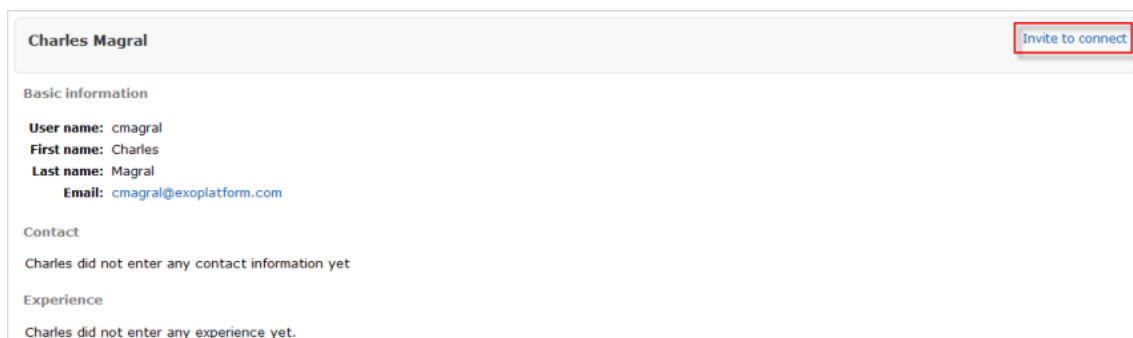 Charles Magral
Invite to connect
Basic information
User name: cmagral
First name: Charles
Last name: Magral
Email: cmagral@exoplatform.com
Contact
Charles did not enter any contact information yet
Experience
Charles did not enter any experience yet.